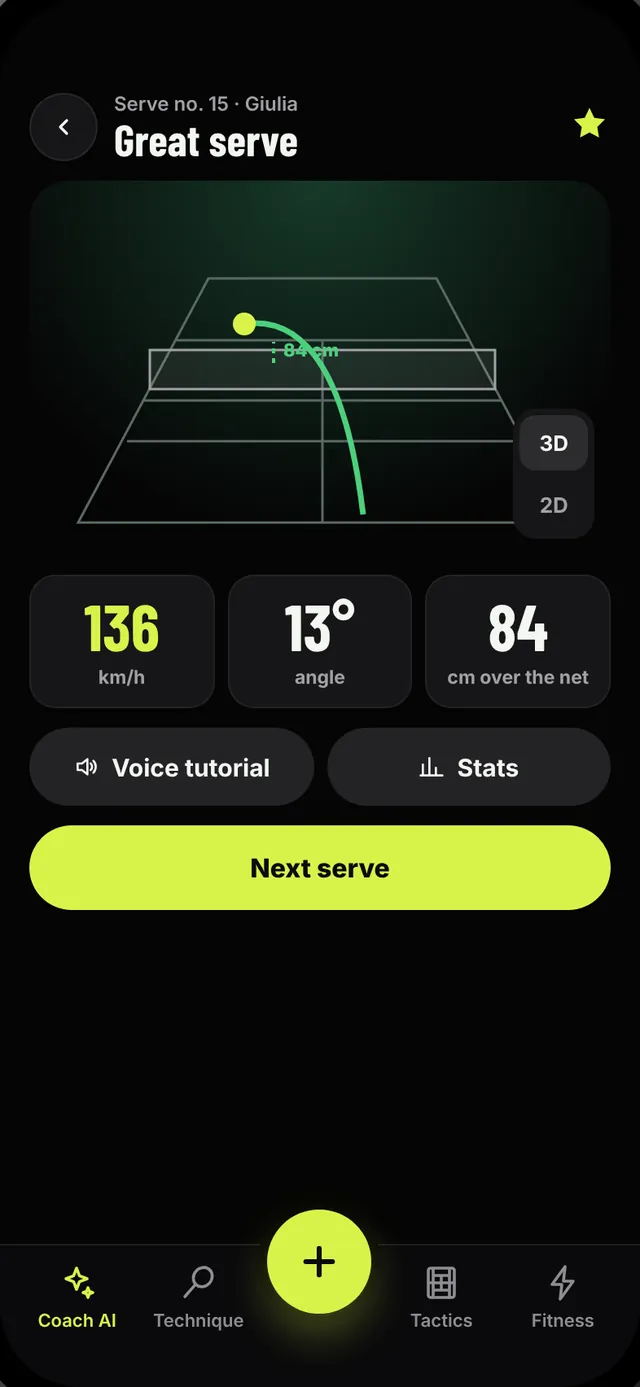 Serve no. 15 · Giulia
Great serve
84 cm
3D
2D
136
km/h
13°
angle
84
cm over the net
Voice tutorial
Stats
Next serve
Coach AI
Technique
Tactics
Fitness